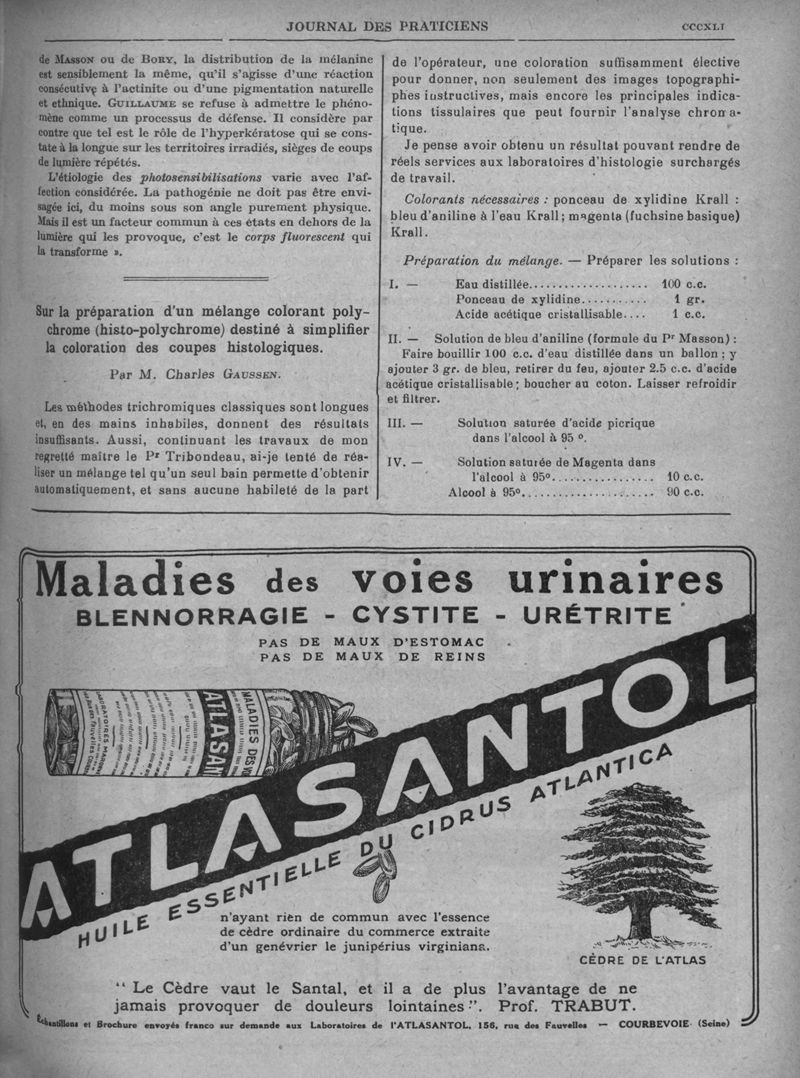 JOURNAL DES PRATICIENS
CCCXLI
de MASSON ou de BORY, la distribution de la mélanine
est sensiblement la même, qu'il s'agisse d'une réaction
consécutive à l'actinite ou d'une pigmentation naturelle
et ethnique. GUILLAUME se refuse à admettre le phéno-
mène comme un processus de défense. Il considère par
contre que tel est le rôle de l'hyperkératose qui se cons-
tate à la longue sur les territoires irradiés, sièges de coups
de lumière répétés.
L'étiologie des photosensibilisations varie avec l'af-
fection considérée. La pathogénie ne doit pas être envi-
sagée ici, du moins sous son angle purement physique.
Mais il est un facteur commun à ces états en dehors de la
lumière qui les provoque, c'est le corps fluorescent qui
la transforme ».
Sur la préparation d'un mélange colorant poly-
chrome (histo-polychrome) destiné à simplifier
la coloration des coupes histologiques.
Par M. Charles GAUSSEN.
Les méthodes trichromiques classiques sont longues
et, en des mains inhabiles, donnent des résultats
insuffisants. Aussi, continuant les travaux de mon
regretté maître le Pr Tribondeau, ai-je tenté de réa-
liser un mélange tel qu'un seul bain permette d'obtenir
automatiquement, et sans aucune habileté de la part
de l'opérateur, une coloration suffisamment élective
pour donner, non seulement des images topographi-
phes instructives, mais encore les principales indica-
tions tissulaires que peut fournir l'analyse chroma-
tique.
Je pense avoir obtenu un résultat pouvant rendre de
réels services aux laboratoires d'histologie surchargés
de travail.
Colorants nécessaires : ponceau de xylidine Krall :
bleu d'aniline à l'eau Krall ; magenta (fuchsine basique)
Krall.
Préparation du mélange. — Préparer les solutions :
I. — Eau distillée.................... 100 c.c.
Ponceau de xylidine........... 1 gr.
Acide acétique cristallisable.... 1 c.c.
II. — Solution de bleu d'aniline (formule du Pr Masson) :
Faire bouillir 100 c.c. d'eau distillée dans un ballon ; y
ajouter 3 gr. de bleu, retirer du feu, ajouter 2.5 c.c. d'acide
acétique cristallisable ; boucher au coton. Laisser refroidir
et filtrer.
III. — Solution saturée d'acide picrique
dans l'alcool à 95 º.
IV. — Solution saturée de Magenta dans
l'alcool à 95º................. 10 c.c.
Alcool à 95º...................... 90 c.c.
Maladies des voies urinaires
BLENNORRAGIE - CYSTITE - URÉTRITE
PAS DE MAUX D'ESTOMAC
PAS DE MAUX DE REINS
MALADIES DES V
ATLASAN
ATLASANTOL
HUILE ESSENTIELLE DU CIDRUS ATLANTICA
n'ayant rien de commun avec l'essence
de cèdre ordinaire du commerce extraite
d'un genévrier le junipérius virginiana.
CÈDRE DE L'ATLAS
“ Le Cèdre vaut le Santal, et il a de plus l'avantage de ne
jamais provoquer de douleurs lointaines ”. Prof. TRABUT.
Echantillons et Brochure envoyés franco sur demande aux Laboratoires de l'ATLASANTOL, 156, rue des Fauvelles — COURBEVOIE (Seine)